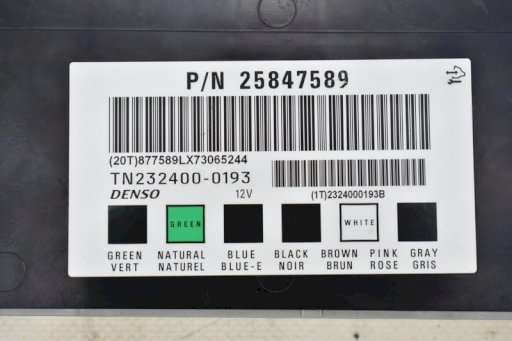 P/N 25847589
(20T)877589LX73065244
TN232400-0193
DENSO 12V
(1T)2324000193B
GREEN WHITE
GREEN NATURAL BLUE BLACK BROWN PINK GRAY
VERT NATUREL BLUE-E NOIR BRUN ROSE GRIS